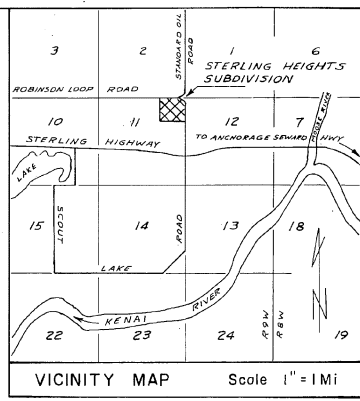 3 2 STANDARD OIL ROAD 1 6
STERLING HEIGHTS
SUBDIVISION
ROBINSON LOOP ROAD
10 11 12 7 MOOSE RIVER
STERLING HIGHWAY TO ANCHORAGE SEWARD HWY
LAKE
15 SCOUT 14 ROAD 13 18
LAKE
N
KENAI RIVER
22 23 24 R9W R8W 19
VICINITY MAP Scale 1" = 1 Mi